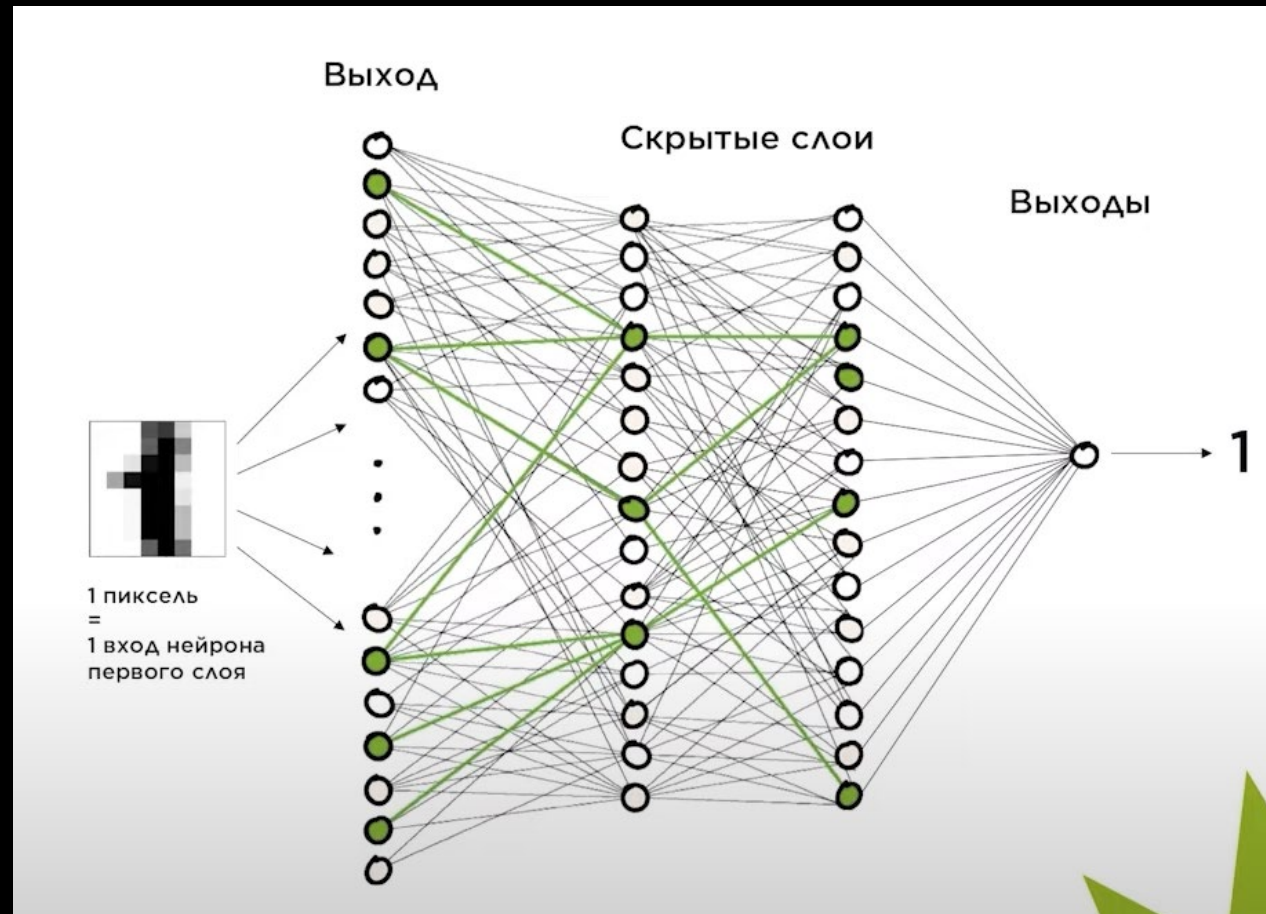 Выход
Скрытые слои
Выходы
1
1 пиксель
=
1 вход нейрона
первого слоя